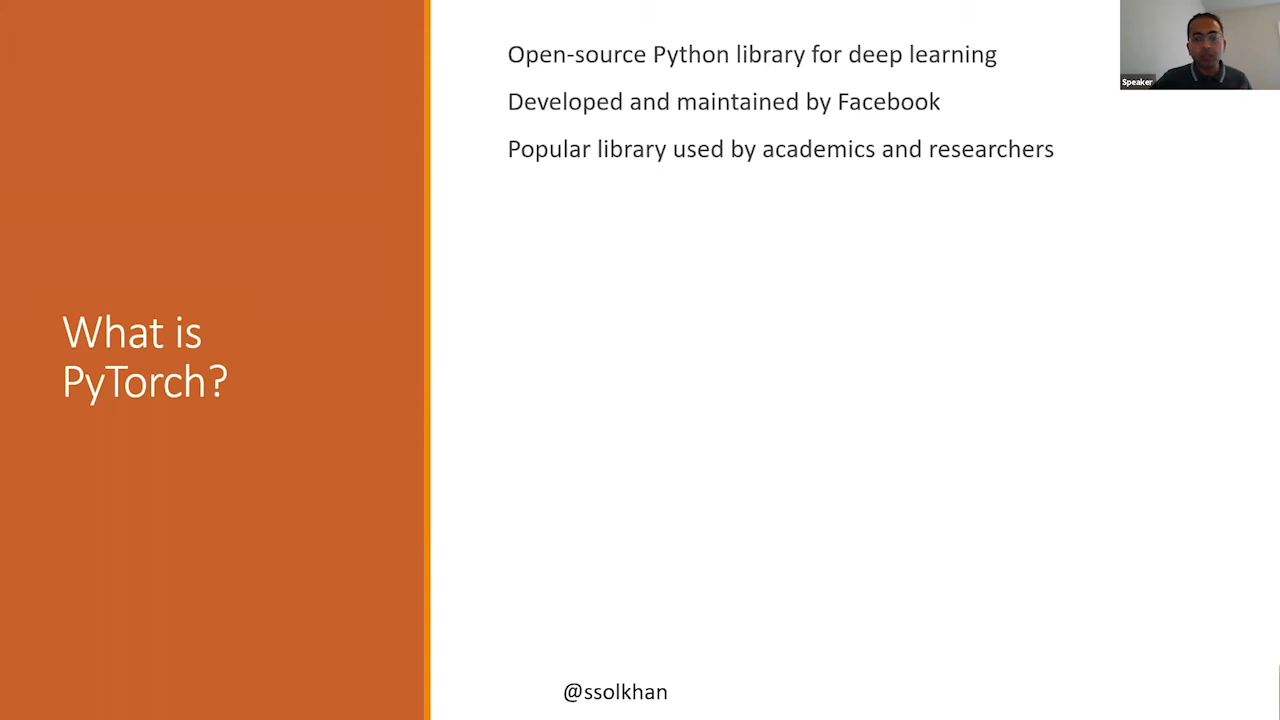 What is
PyTorch?
Open-source Python library for deep learning
Developed and maintained by Facebook
Popular library used by academics and researchers
Speaker
@ssolkhan